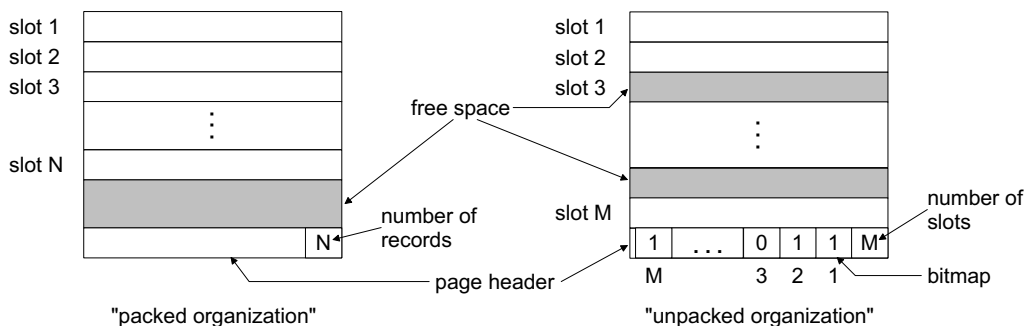 slot 1
slot 2
slot 3
slot N
N
"packed organization"
free space
number of
records
page header
slot 1
slot 2
slot 3
slot M
1 . . . 0 1 1 M
M 3 2 1
number of
slots
bitmap
"unpacked organization"